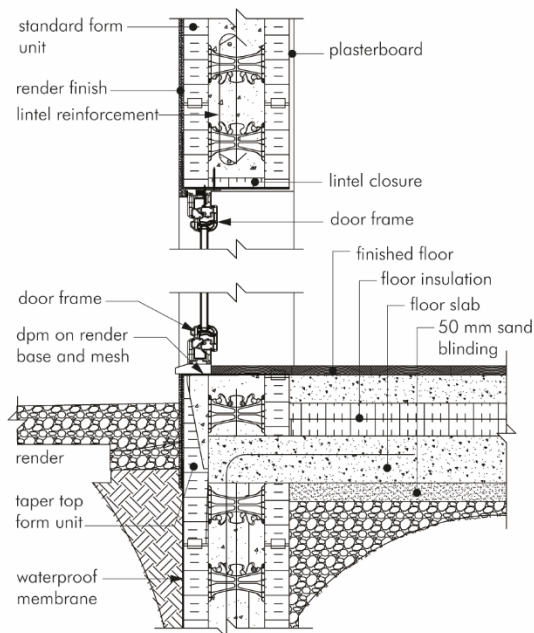 standard form
unit
plasterboard
render finish
lintel reinforcement
lintel closure
door frame
finished floor
floor insulation
door frame
floor slab
dpm on render
base and mesh
50 mm sand
blinding
render
taper top
form unit
waterproof
membrane